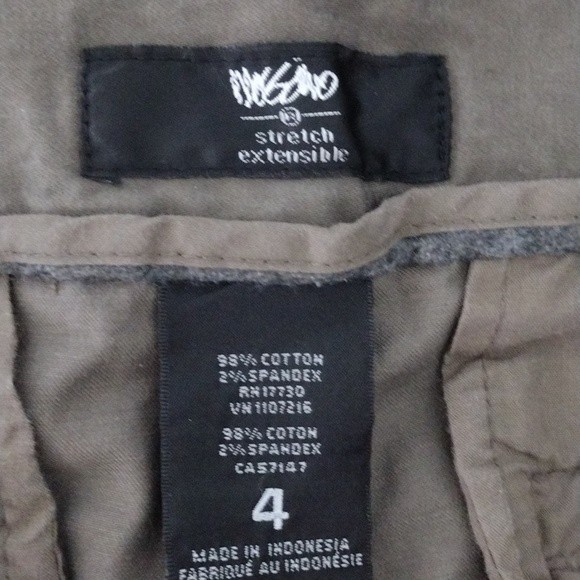 mossimo
®
stretch
extensible
98% COTTON
2% SPANDEX
RN17730
VN1107216
98% COTON
2% SPANDEX
CA57147
4
MADE IN INDONESIA
FABRIQUÉ AU INDONESIE